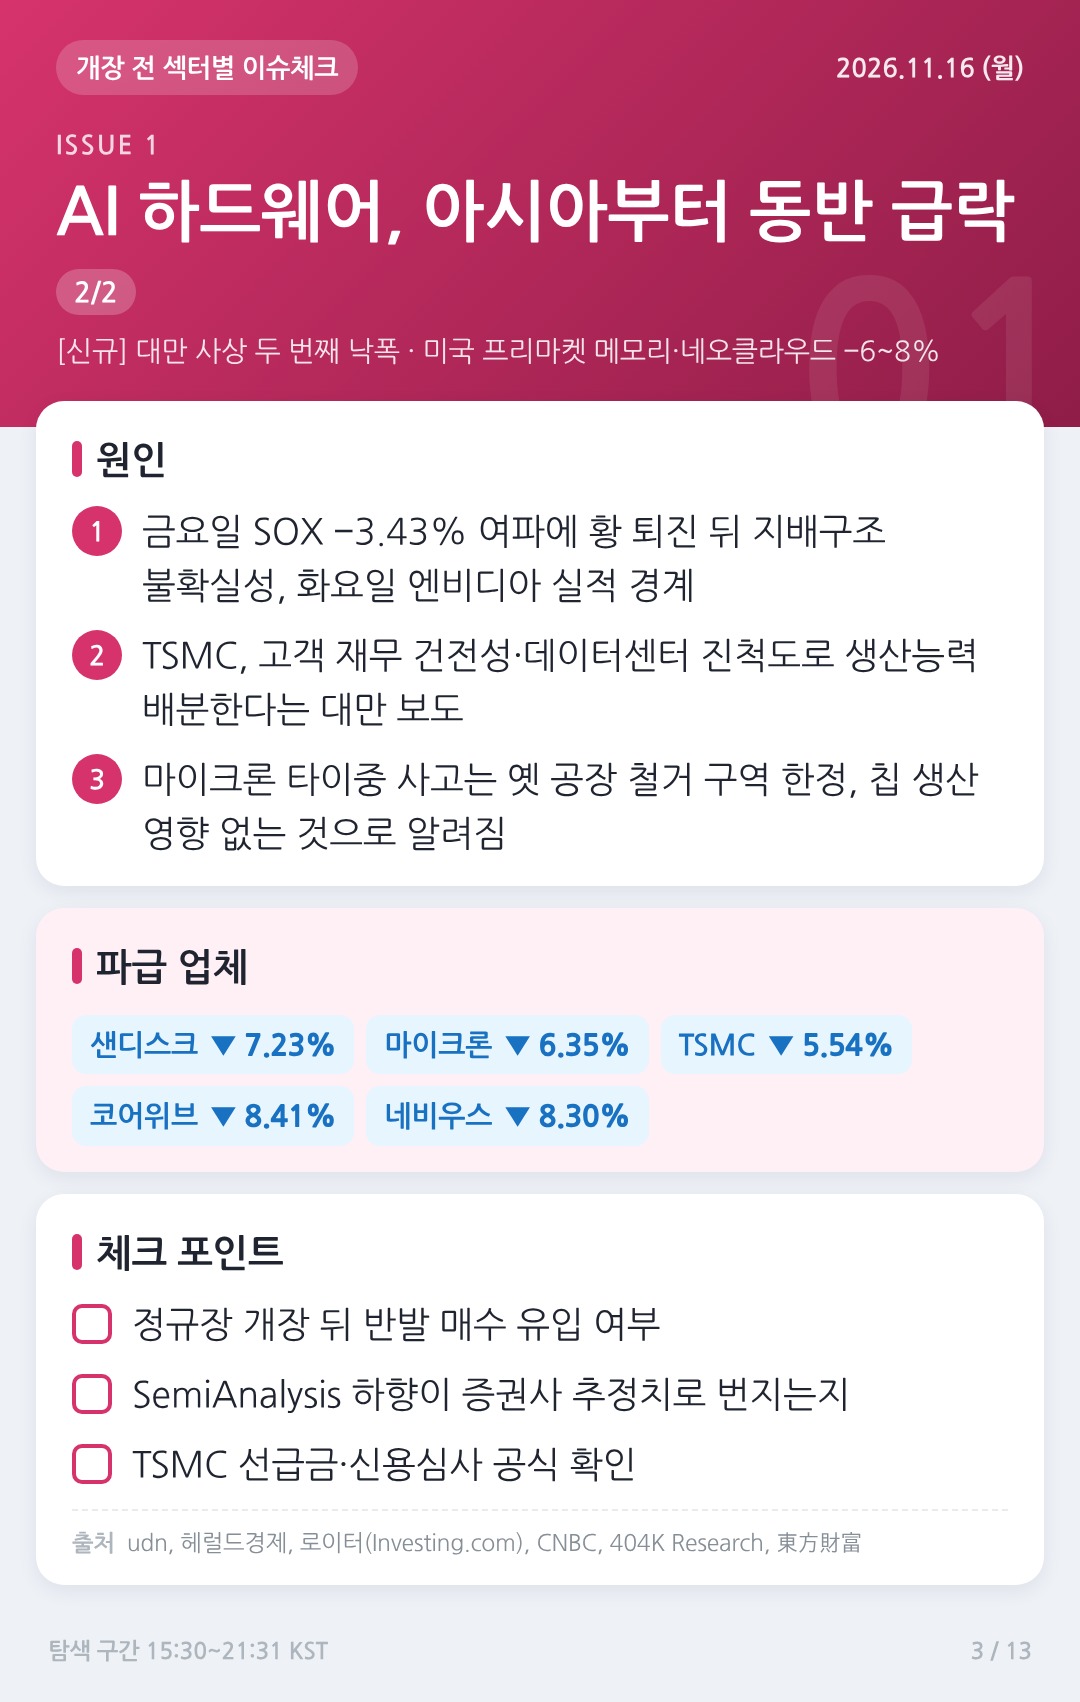 개장 전 섹터별 이슈체크
2026.11.16 (월)
ISSUE 1
AI 하드웨어, 아시아부터 동반 급락
2/2
01
[신규] 대만 사상 두 번째 낙폭 · 미국 프리마켓 메모리·네오클라우드 −6~8%
원인
1 금요일 SOX −3.43% 여파에 황 퇴진 뒤 지배구조
불확실성, 화요일 엔비디아 실적 경계
2 TSMC, 고객 재무 건전성·데이터센터 진척도로 생산능력
배분한다는 대만 보도
3 마이크론 타이중 사고는 옛 공장 철거 구역 한정, 칩 생산
영향 없는 것으로 알려짐
파급 업체
샌디스크 ▼ 7.23% 마이크론 ▼ 6.35% TSMC ▼ 5.54%
코어위브 ▼ 8.41% 네비우스 ▼ 8.30%
체크 포인트
정규장 개장 뒤 반발 매수 유입 여부
SemiAnalysis 하향이 증권사 추정치로 번지는지
TSMC 선급금·신용심사 공식 확인
출처 udn, 헤럴드경제, 로이터(Investing.com), CNBC, 404K Research, 東方財富
탐색 구간 15:30~21:31 KST
3 / 13